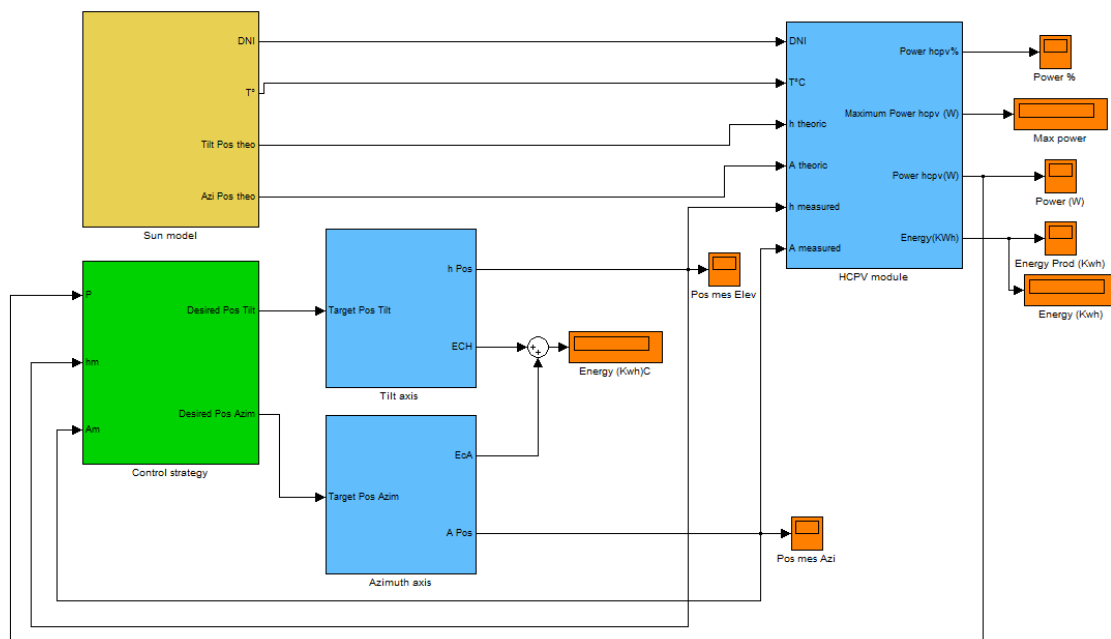 DNI
T°
Tilt Pos theo
Azi Pos theo
Sun model
DNI
T°C
h theoric
A theoric
h measured
A measured
Power hcpv%
Maximum Power hcpv (W)
Power hcpv(W)
Energy(KWh)
HCPV module
Power %
Max power
Power (W)
Energy Prod (Kwh)
Energy (Kwh)
P
hm
Am
Desired Pos Tilt
Desired Pos Azim
Control strategy
Target Pos Tilt
h Pos
ECH
Tilt axis
Pos mes Elev
+
+
Energy (Kwh)C
Target Pos Azim
EcA
A Pos
Azimuth axis
Pos mes Azi